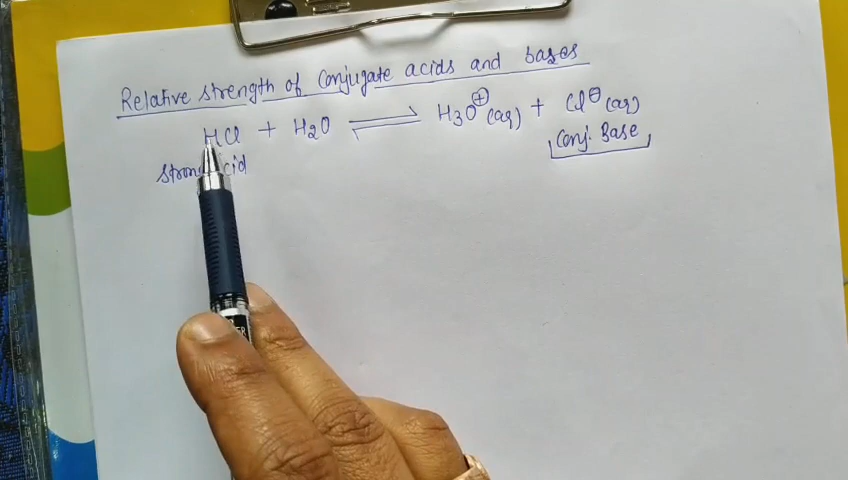 Relative strength of Conjugate acids and bases
HCl + H2O ⇌ H3O⊕(aq) + Cl⊖(aq)
Conj. Base